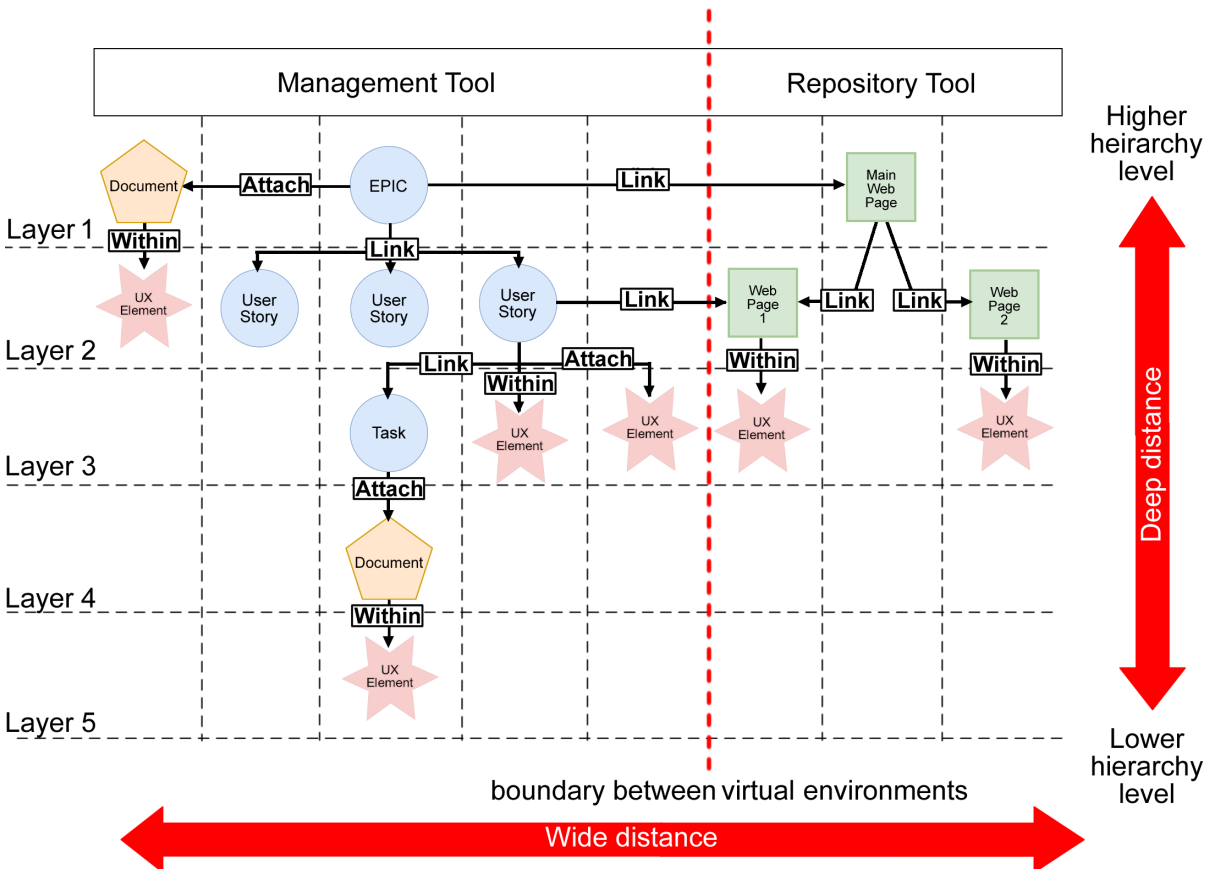 Management Tool
Repository Tool
Higher
heirarchy
level
Document
Attach
EPIC
Link
Main
Web
Page
Layer 1
Within
Link
UX
Element
User
Story
User
Story
User
Story
Link
Web
Page
1
Link
Link
Web
Page
2
Layer 2
Link
Attach
Within
Within
Within
Task
UX
Element
UX
Element
UX
Element
UX
Element
Layer 3
Attach
Deep distance
Document
Layer 4
Within
UX
Element
Layer 5
Lower
hierarchy
level
boundary between virtual environments
Wide distance